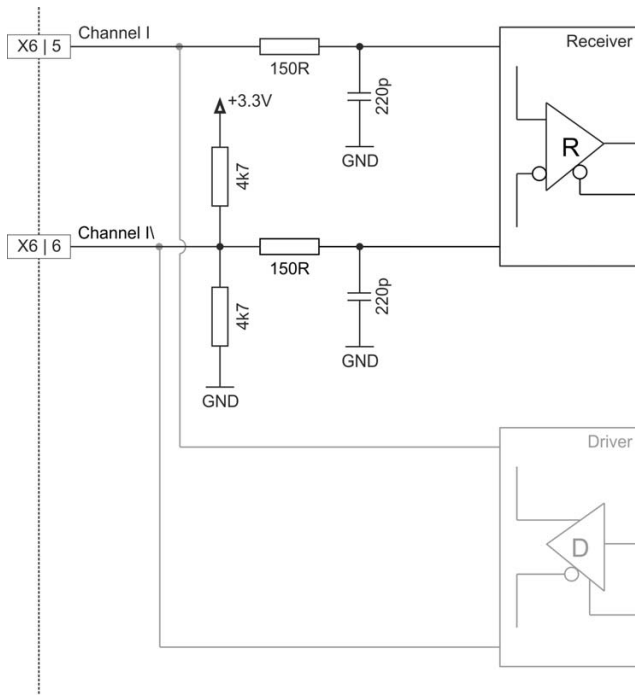 Channel I
Receiver
X6 | 5
150R
220p
+3.3V
GND
4k7
R
Channel I\
X6 | 6
150R
220p
4k7
GND
GND
Driver
D